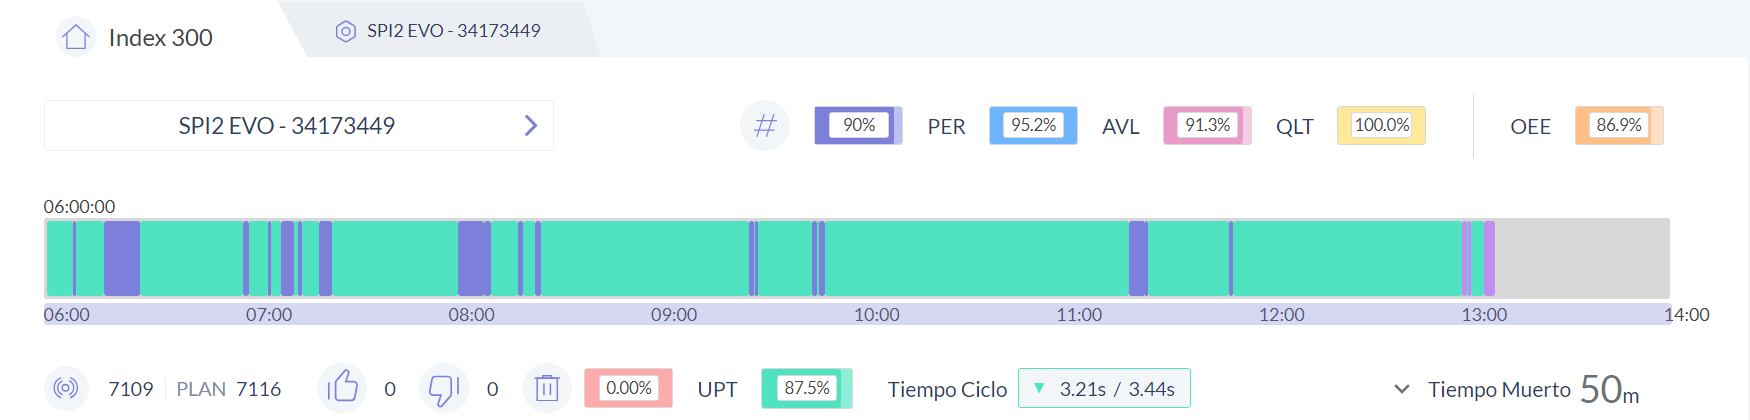 Index 300
SPI2 EVO - 34173449
SPI2 EVO - 34173449
# 90% PER 95.2% AVL 91.3% QLT 100.0% OEE 86.9%
06:00:00
06:00 07:00 08:00 09:00 10:00 11:00 12:00 13:00 14:00
7109 PLAN 7116 0 0 0.00% UPT 87.5% Tiempo Ciclo 3.21s / 3.44s Tiempo Muerto 50m